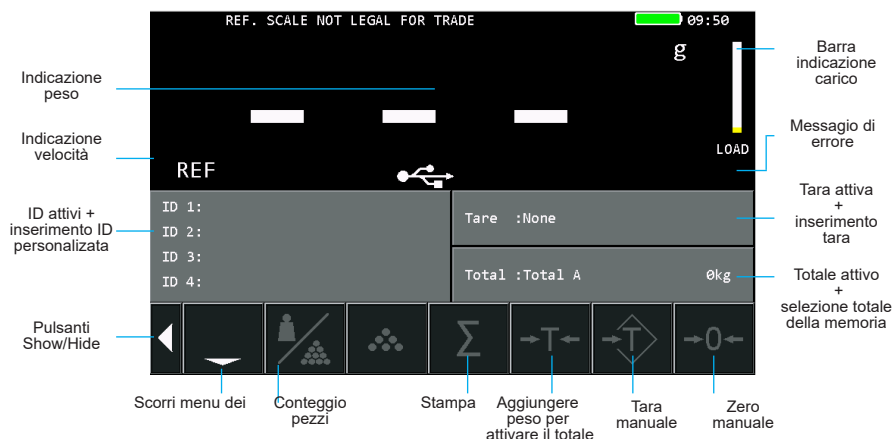 REF. SCALE NOT LEGAL FOR TRADE
09:50
g
Barra
indicazione
carico
Indicazione
peso
Messagio di
errore
LOAD
Indicazione
velocità
REF
ID attivi +
inserimento ID
personalizata
ID 1:
ID 2:
ID 3:
ID 4:
Tare :None
Tara attiva
+
inserimento
tara
Total :Total A 0kg
Totale attivo
+
selezione totale
della memoria
Pulsanti
Show/Hide
Σ
→T←
→T
→0←
Scorri menu dei
Conteggio
pezzi
Stampa
Aggiungere
peso per
attivare il totale
Tara
manuale
Zero
manuale